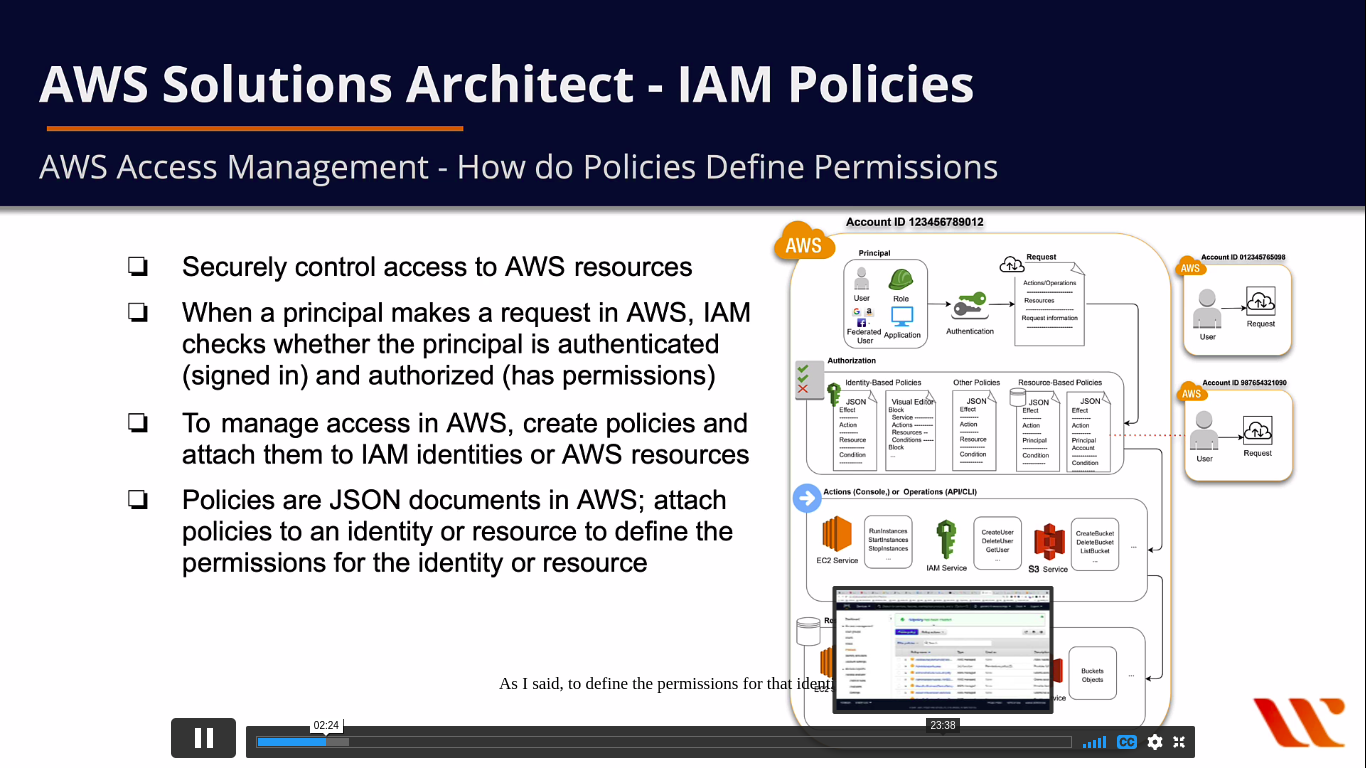 AWS Solutions Architect - IAM Policies
AWS Access Management - How do Policies Define Permissions
Securely control access to AWS resources
When a principal makes a request in AWS, IAM
checks whether the principal is authenticated
(signed in) and authorized (has permissions)
To manage access in AWS, create policies and
attach them to IAM identities or AWS resources
Policies are JSON documents in AWS; attach
policies to an identity or resource to define the
permissions for the identity or resource
Account ID 123456789012
AWS
Principal
User
Role
Federated
User
Application
Authentication
Request
Actions/Operations
Resources
Request information
Account ID 012345765098
AWS
User
Request
Authorization
Identity-Based Policies
Other Policies
Resource-Based Policies
JSON
Effect
Action
Resource
Condition
Visual Editor
Block
Service
Actions
Resources
Conditions
Block
...
JSON
Effect
Action
Resource
Condition
JSON
Effect
Action
Principal
Condition
JSON
Effect
Action
Principal
Account
Condition
Account ID 987654321090
AWS
User
Request
Actions (Console,) or Operations (API/CLI)
EC2 Service
RunInstances
StartInstances
StopInstances
...
IAM Service
CreateUser
DeleteUser
GetUser
...
S3 Service
CreateBucket
DeleteBucket
ListBucket
...
...
Buckets
Objects
...
As I said, to define the permissions for that identi
02:24
23:38
CC